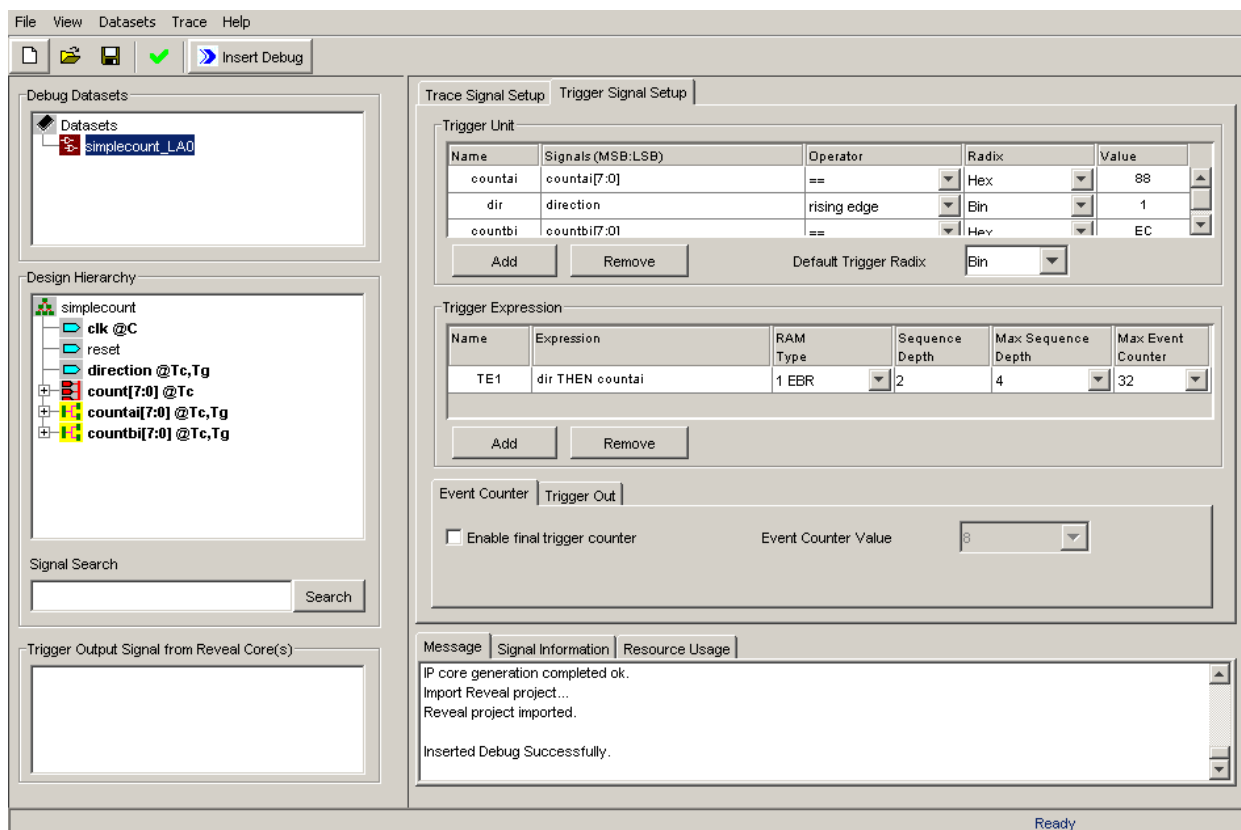 File View Datasets Trace Help
Insert Debug
Debug Datasets
Datasets
simplecount_LA0
Design Hierarchy
simplecount
clk @C
reset
direction @Tc,Tg
count[7:0] @Tc
countai[7:0] @Tc,Tg
countbi[7:0] @Tc,Tg
Signal Search
Search
Trigger Output Signal from Reveal Core(s)
Trace Signal Setup Trigger Signal Setup
Trigger Unit
Name Signals (MSB:LSB) Operator Radix Value
countai countai[7:0] == Hex 88
dir direction rising edge Bin 1
countbi countbi[7:0] == Hex EC
Add Remove Default Trigger Radix Bin
Trigger Expression
Name Expression RAM Type Sequence Depth Max Sequence Depth Max Event Counter
TE1 dir THEN countai 1 EBR 2 4 32
Add Remove
Event Counter Trigger Out
Enable final trigger counter Event Counter Value 8
Message Signal Information Resource Usage
IP core generation completed ok.
Import Reveal project...
Reveal project imported.
Inserted Debug Successfully.
Ready